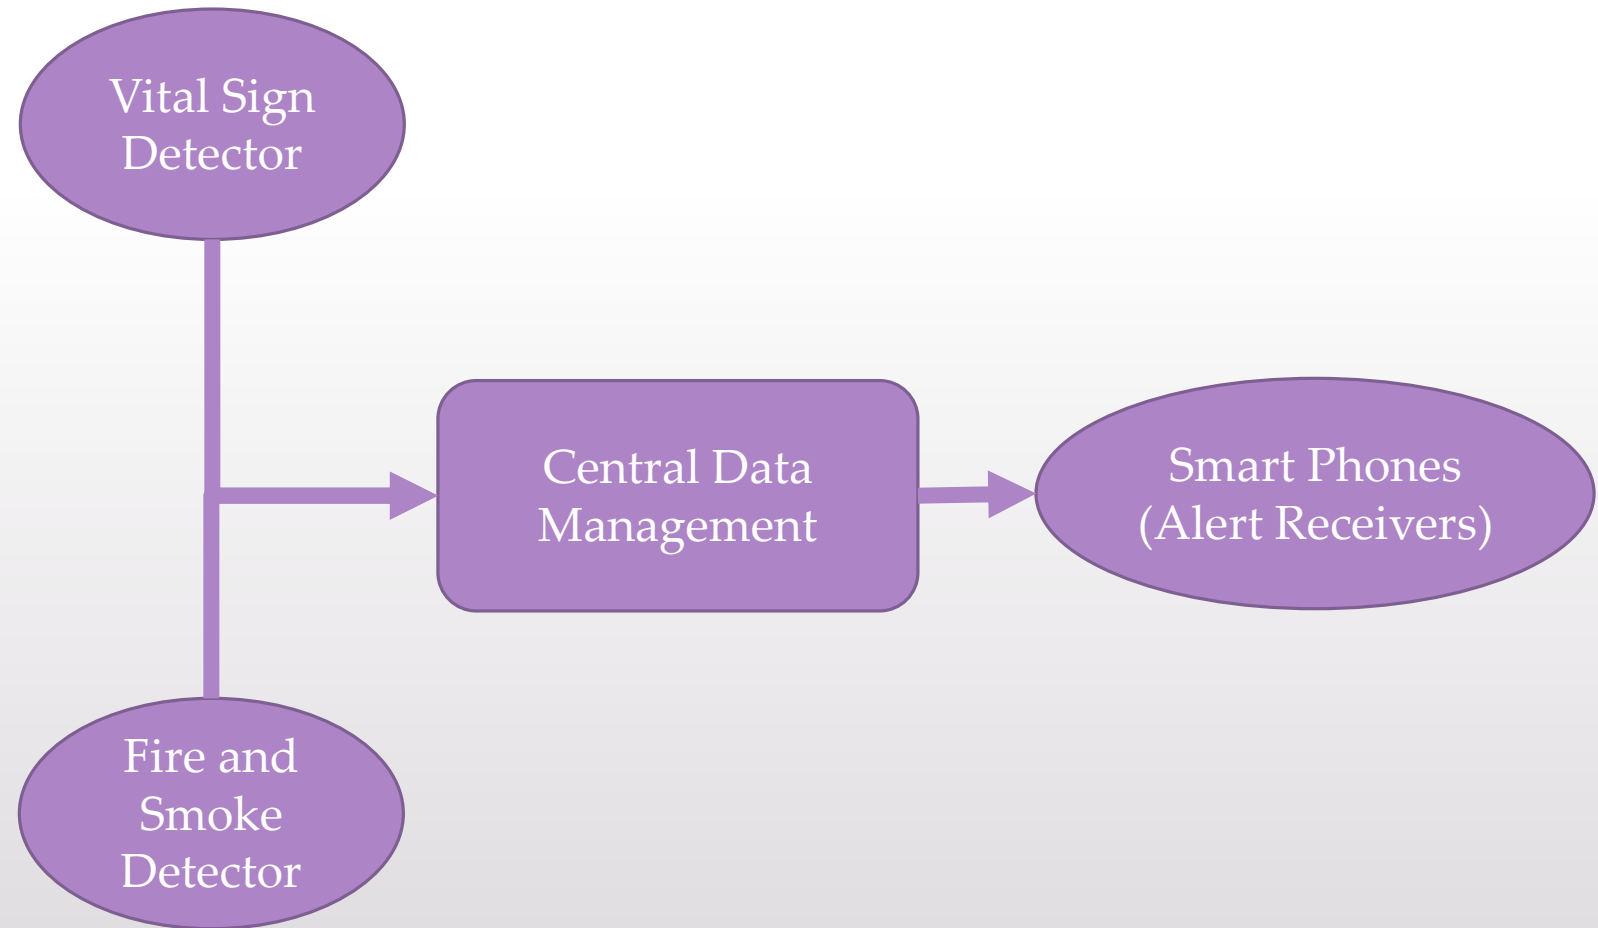 Vital Sign
Detector
Central Data
Management
Smart Phones
(Alert Receivers)
Fire and
Smoke
Detector